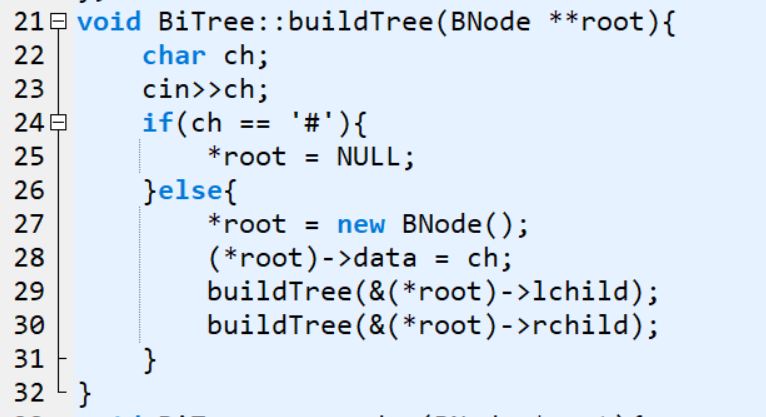 21 void BiTree::buildTree(BNode **root){
22     char ch;
23     cin>>ch;
24     if(ch == '#'){
25         *root = NULL;
26     }else{
27         *root = new BNode();
28         (*root)->data = ch;
29         buildTree(&(*root)->lchild);
30         buildTree(&(*root)->rchild);
31     }
32 }